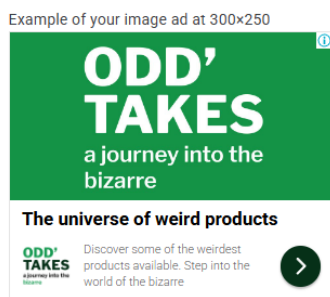 Example of your image ad at 300×250
ODD’
TAKES
a journey into the
bizarre
The universe of weird products
ODD'
TAKES
a journey into the
bizarre
Discover some of the weirdest
products available. Step into the
world of the bizarre